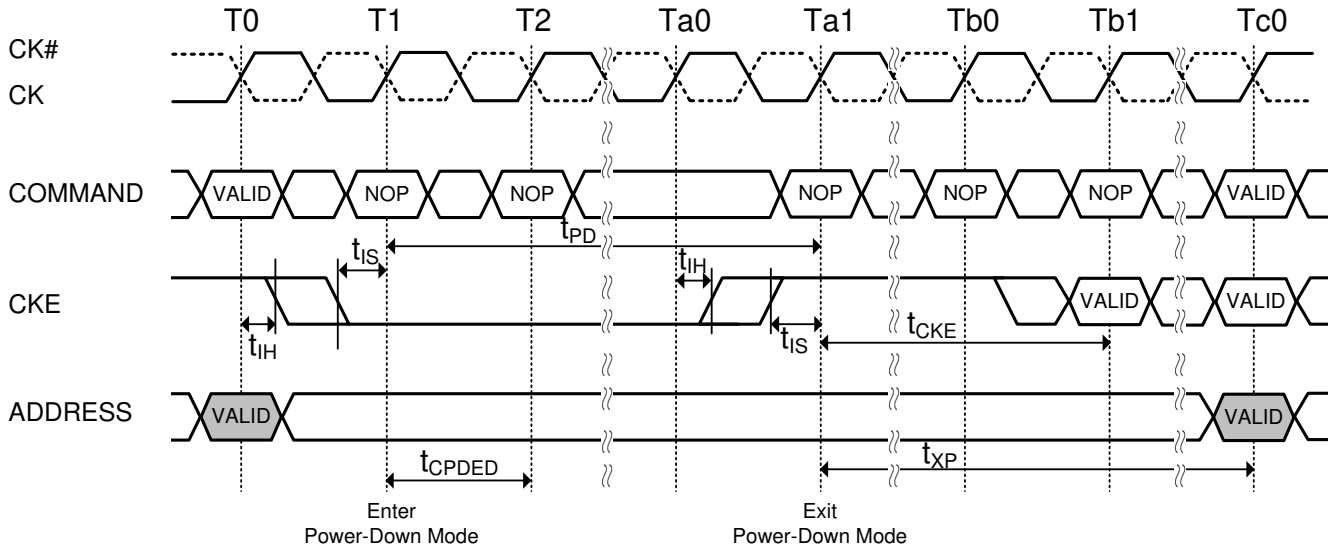 T0 T1 T2 Ta0 Ta1 Tb0 Tb1 Tc0
CK#
CK
COMMAND VALID NOP NOP NOP NOP NOP VALID
tPD
tIS tIH
CKE VALID VALID
tIH tIS tCKE
ADDRESS VALID VALID
tCPDED tXP
Enter Exit
Power-Down Mode Power-Down Mode